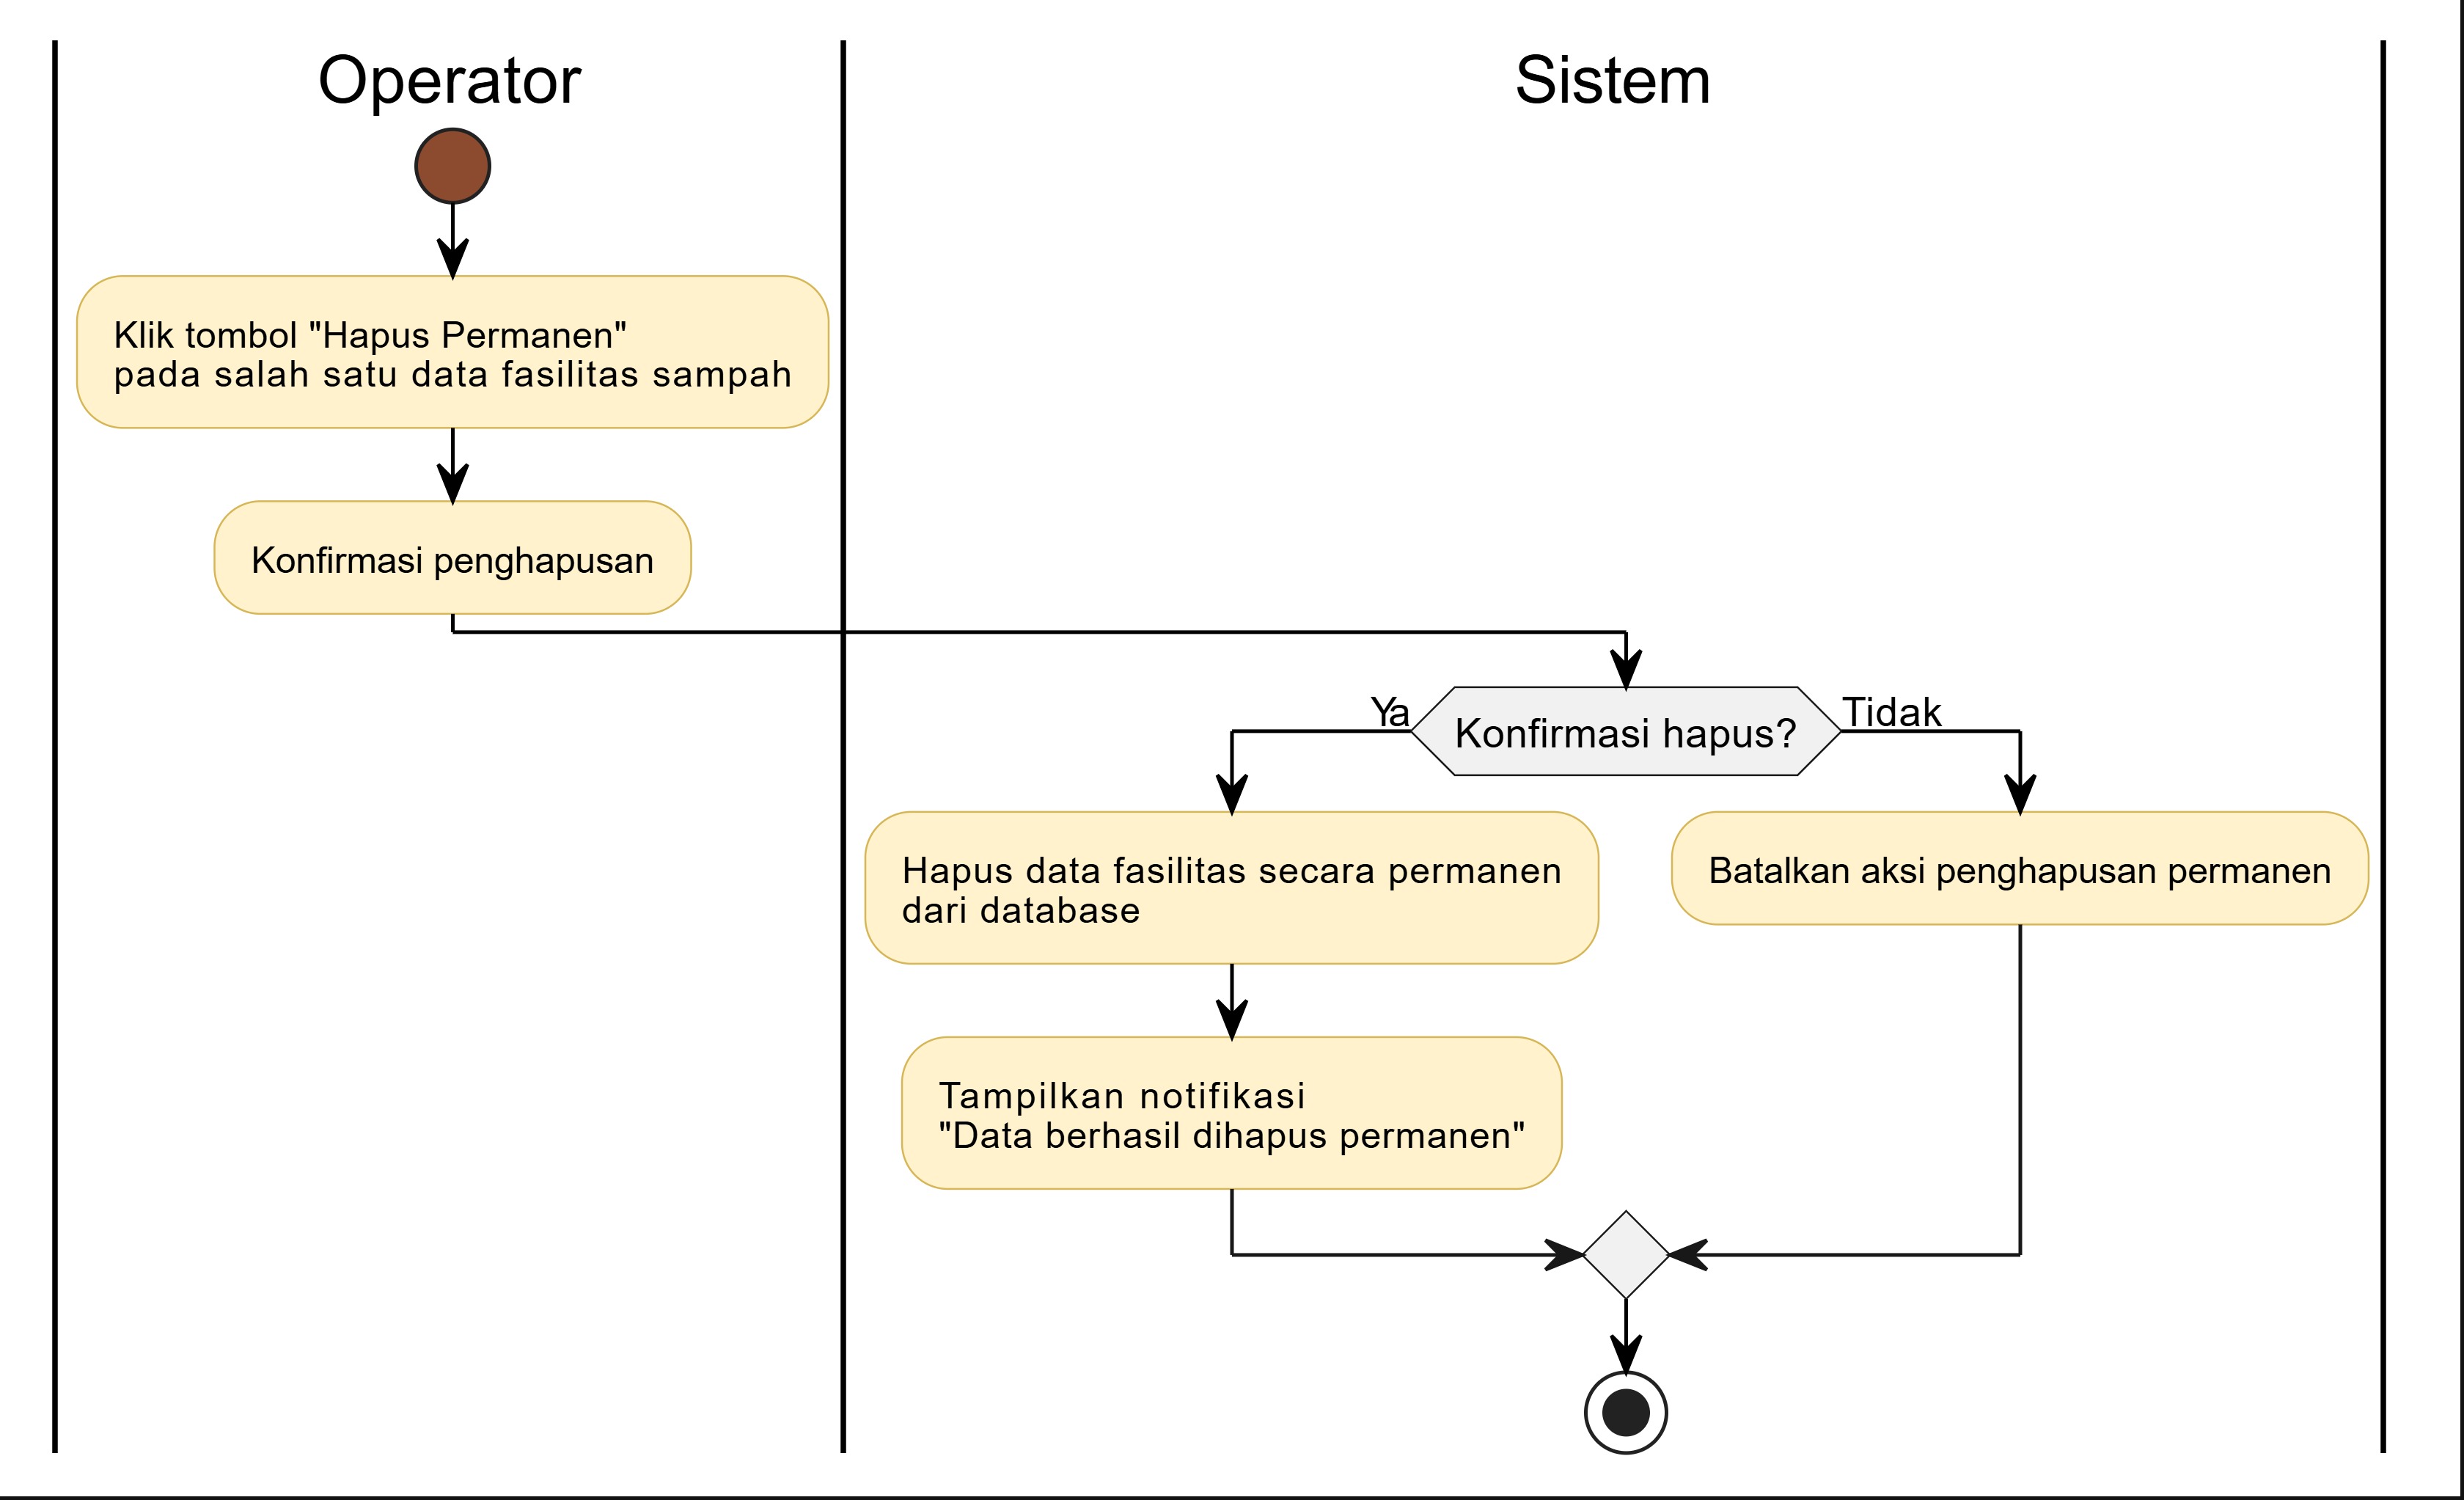 Operator
Sistem
Klik tombol "Hapus Permanen"
pada salah satu data fasilitas sampah
Konfirmasi penghapusan
Ya
Konfirmasi hapus?
Tidak
Hapus data fasilitas secara permanen
dari database
Batalkan aksi penghapusan permanen
Tampilkan notifikasi
"Data berhasil dihapus permanen"